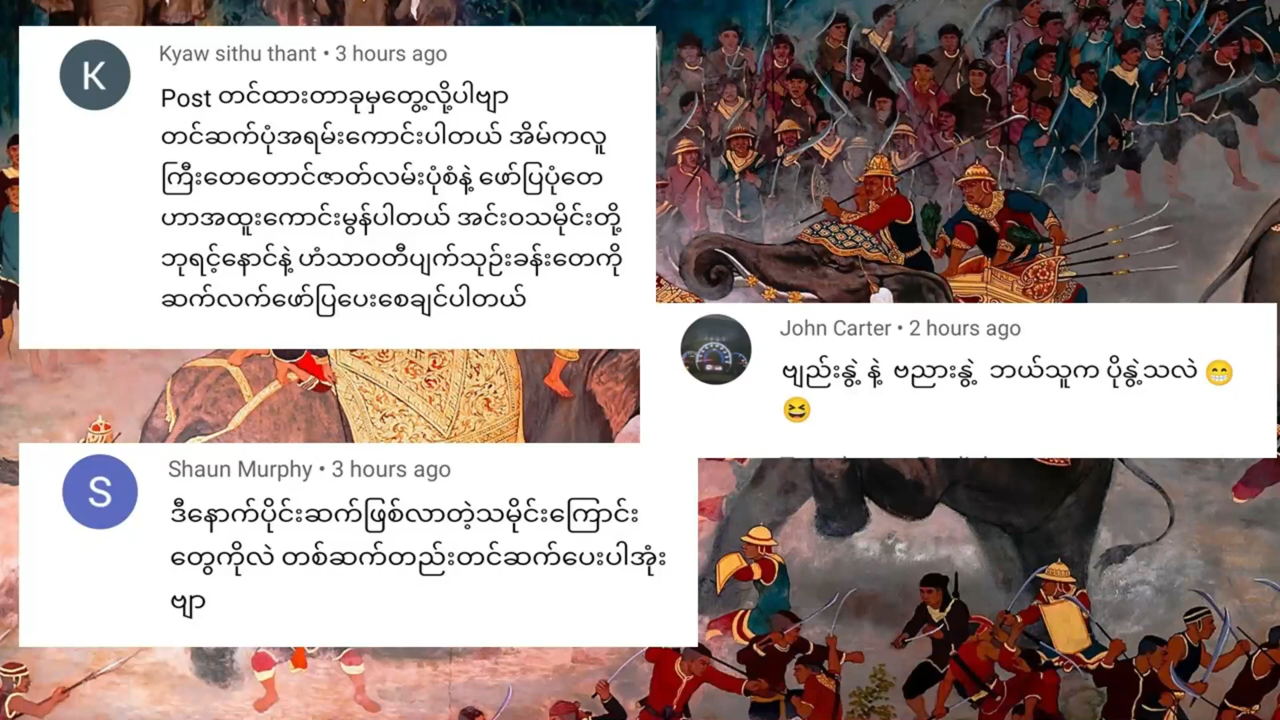 Kyaw sithu thant • 3 hours ago
K
Post တင်ထားတာခုမှတွေ့လို့ပါဗျာ
တင်ဆက်ပုံအရမ်းကောင်းပါတယ် အိမ်ကလူ
ကြီးတေတောင်ဇာတ်လမ်းပုံစံနဲ့ ဖော်ပြပုံတေ
ဟာအထူးကောင်းမွန်ပါတယ် အင်းဝသမိုင်းတို့
ဘုရင့်နောင်နဲ့ ဟံသာဝတီပျက်သုဉ်းခန်းတေကို
ဆက်လက်ဖော်ပြပေးစေချင်ပါတယ်
John Carter • 2 hours ago
ဗျည်းနွဲ့ နဲ့ ဗညားနွဲ့ ဘယ်သူက ပိုနွဲ့သလဲ 😁
😆
Shaun Murphy • 3 hours ago
S
ဒီနောက်ပိုင်းဆက်ဖြစ်လာတဲ့သမိုင်းကြောင်း
တွေကိုလဲ တစ်ဆက်တည်းတင်ဆက်ပေးပါအုံး
ဗျာ